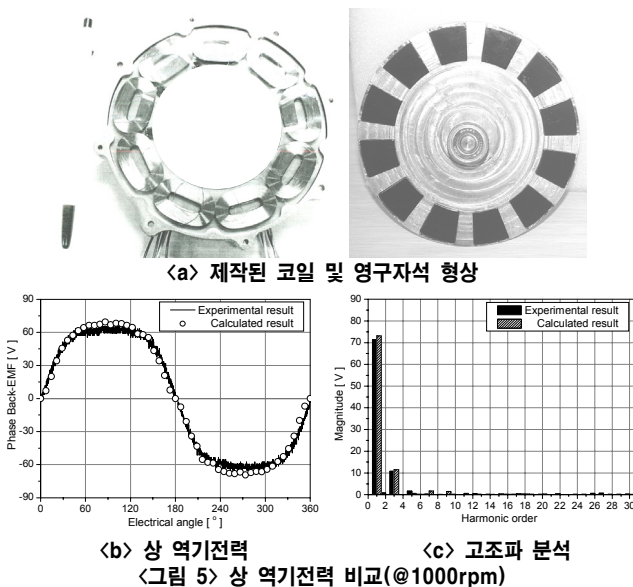 <a> 제작된 코일 및 영구자석 형상
90
60
30
0
-30
-60
-90
Phase Back-EMF [ V ]
Experimental result
Calculated result
0 60 120 180 240 300 360
Electrical angle [ ° ]
90
80
70
60
50
40
30
20
10
0
Magnitude [ V ]
Experimental result
Calculated result
0 2 4 6 8 10 12 14 16 18 20 22 24 26 28 30
Harmonic order
<b> 상 역기전력
<c> 고조파 분석
<그림 5> 상 역기전력 비교(@1000rpm)